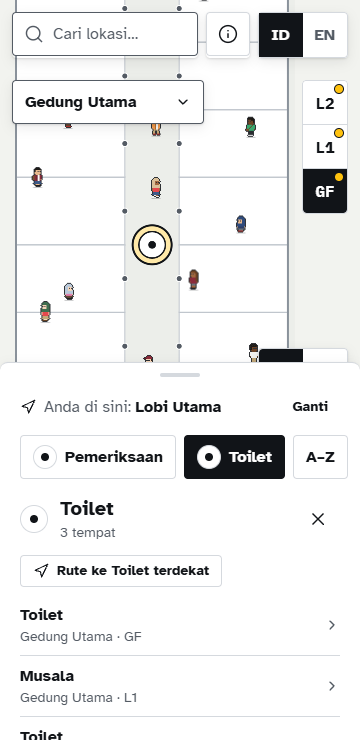 Cari lokasi...
ID
EN
Gedung Utama
L2
L1
GF
Anda di sini: Lobi Utama
Ganti
Pemeriksaan
Toilet
A–Z
Toilet
3 tempat
Rute ke Toilet terdekat
Toilet
Gedung Utama · GF
Musala
Gedung Utama · L1
Toilet